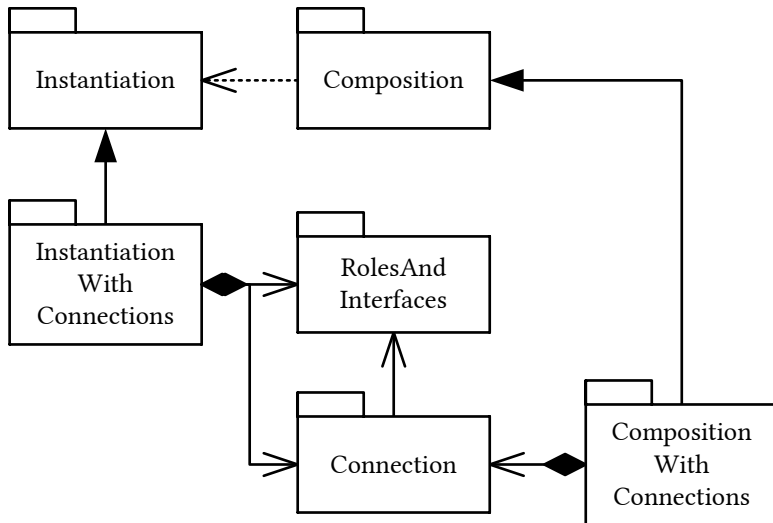 Instantiation
Composition
Instantiation
With
Connections
RolesAnd
Interfaces
Connection
Composition
With
Connections